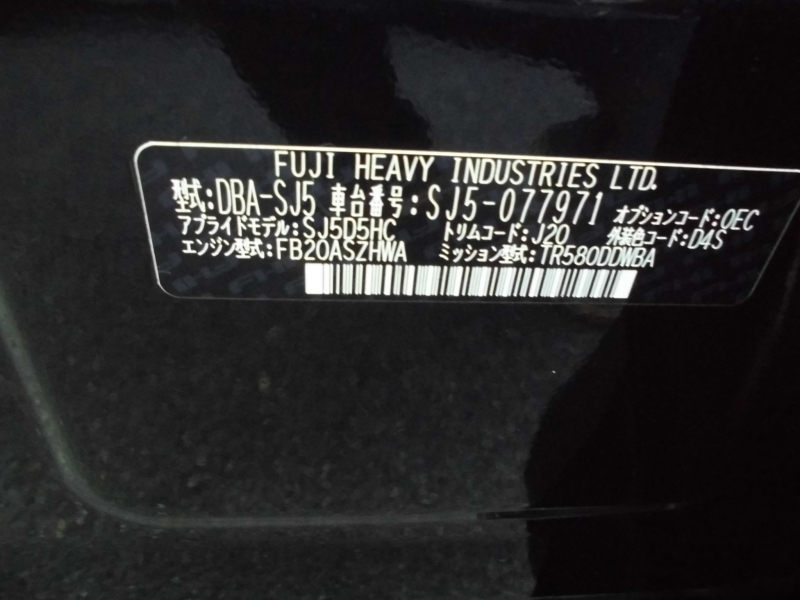 FUJI HEAVY INDUSTRIES LTD.
型式:DBA-SJ5 車台番号:SJ5-077971 オプションコード:OEC
アプライドモデル:SJ5D5HC トリムコード:J20 外装色コード:D4S
エンジン型式:FB20ASZHWA ミッション型式:TR580DDWBA